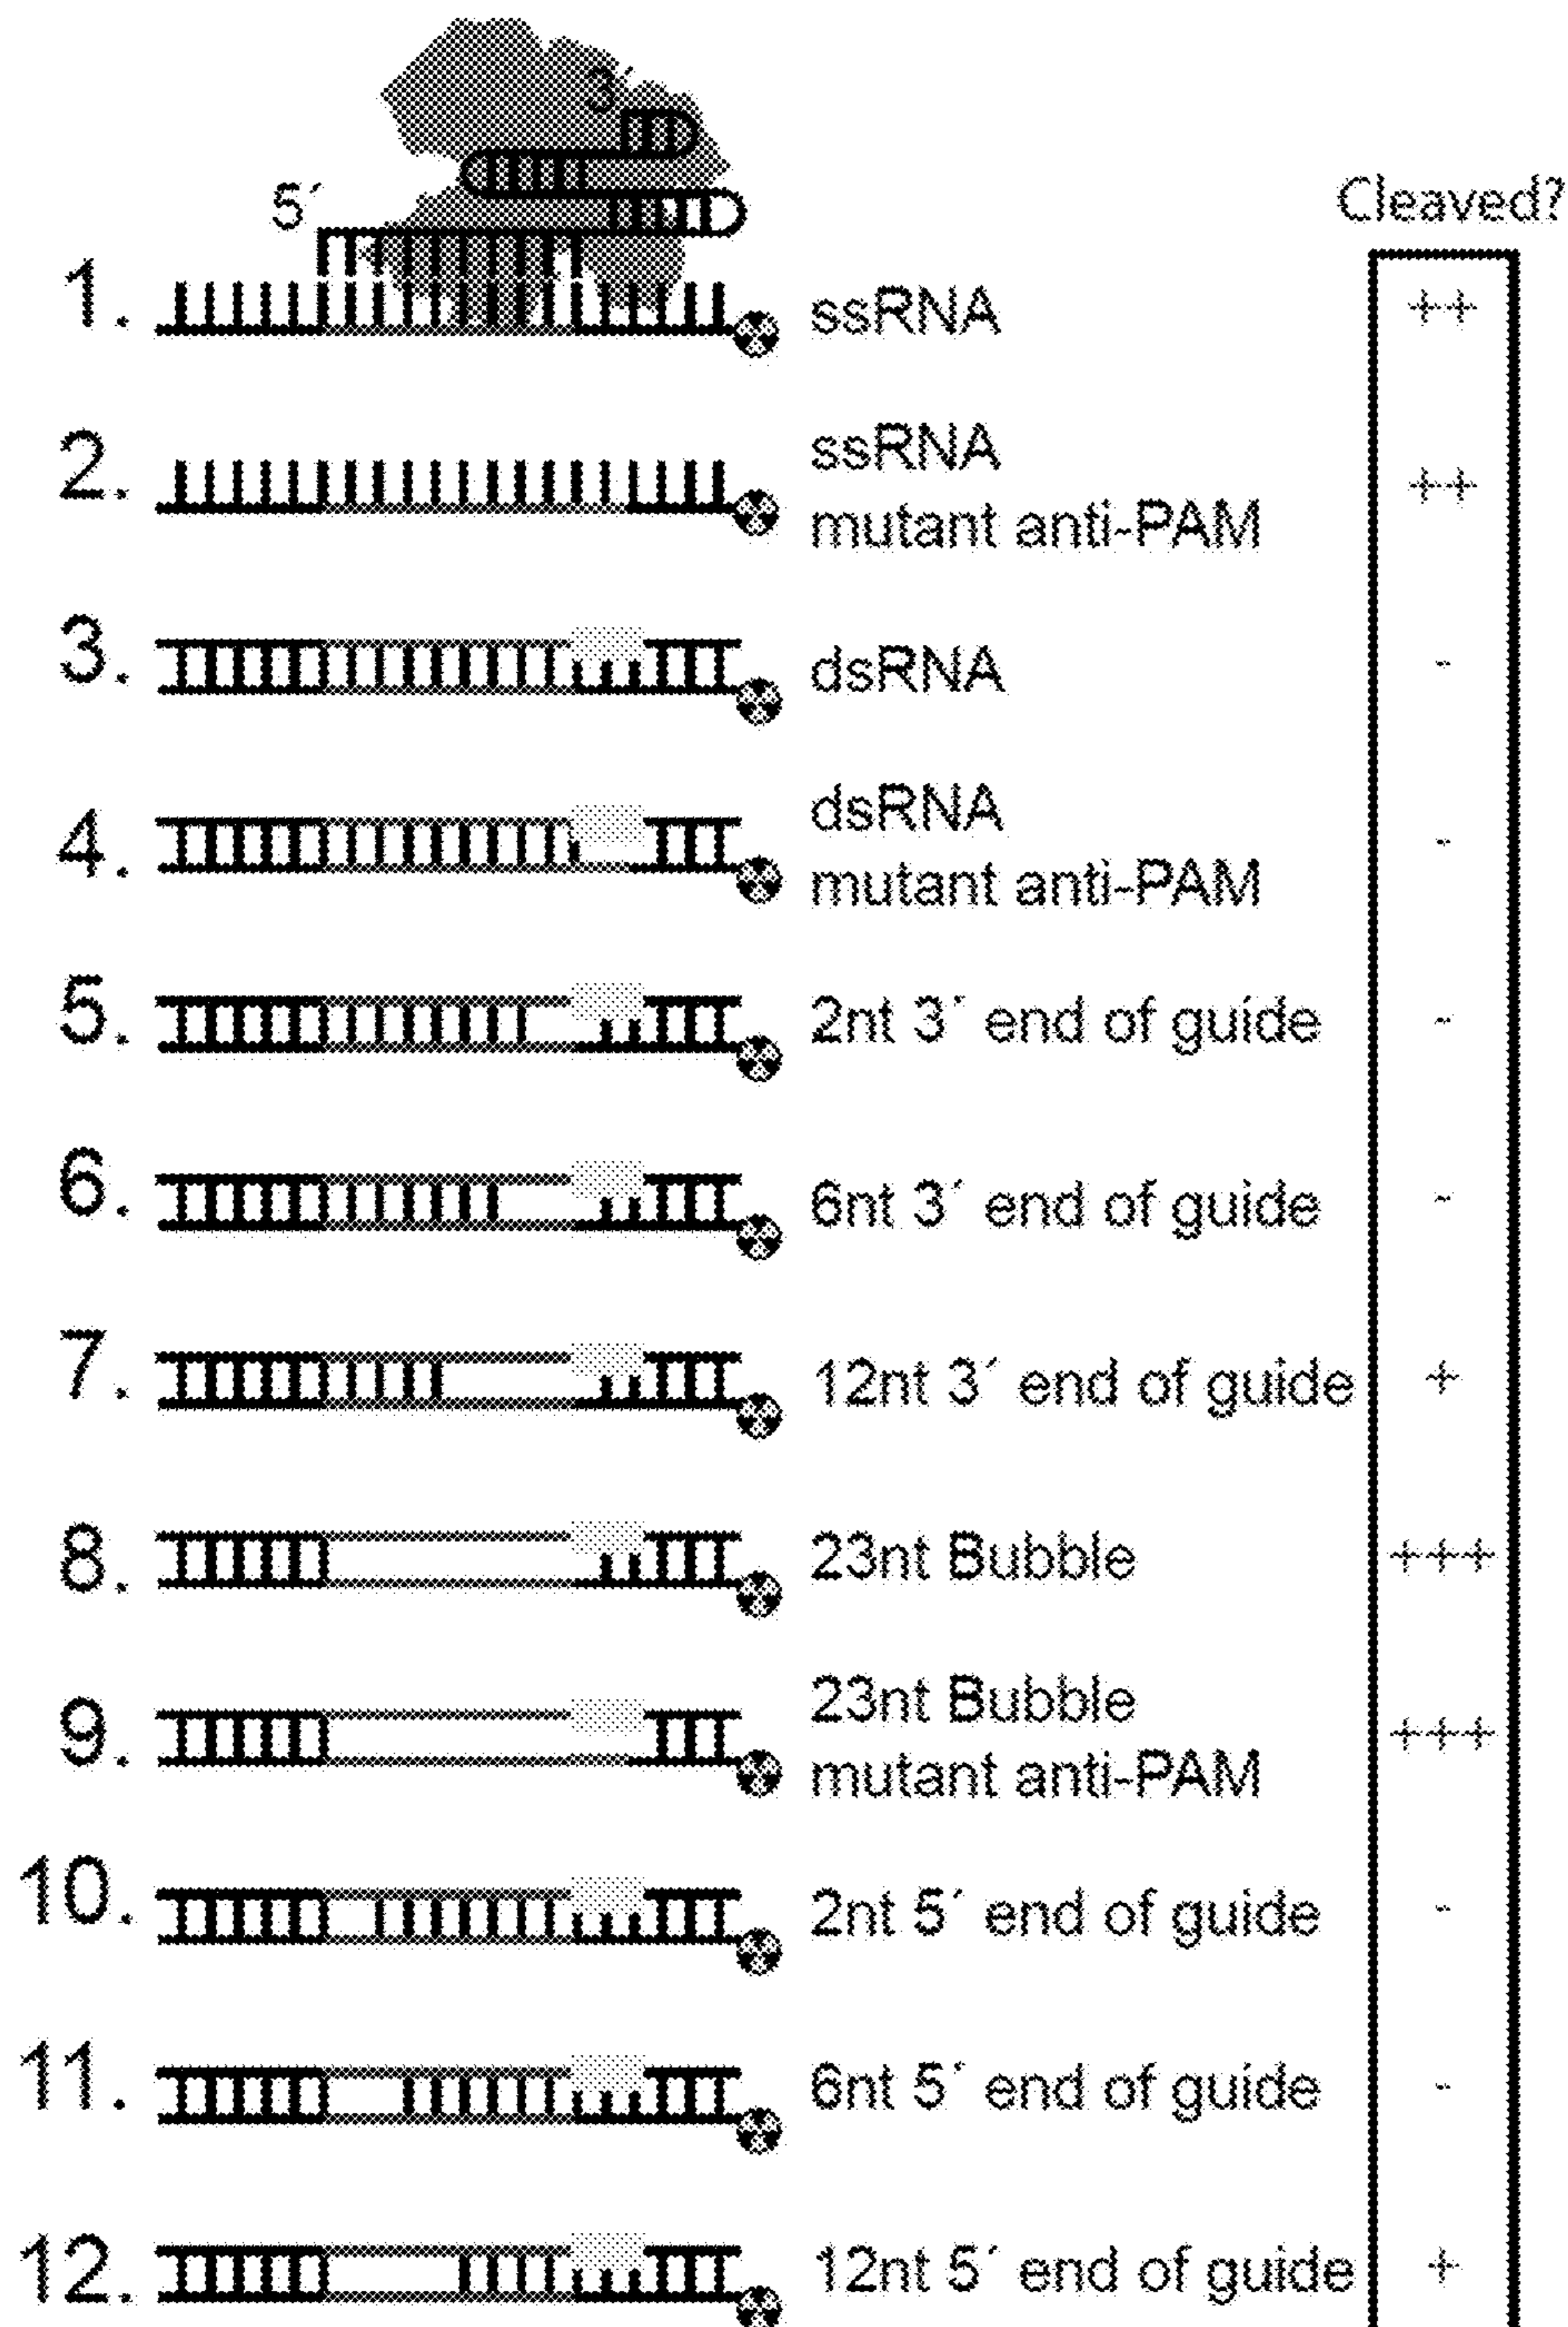 3´
5´
Cleaved?
1. ssRNA ++
2. ssRNA
mutant anti-PAM ++
3. dsRNA -
4. dsRNA
mutant anti-PAM -
5. 2nt 3´ end of guide -
6. 6nt 3´ end of guide -
7. 12nt 3´ end of guide +
8. 23nt Bubble +++
9. 23nt Bubble
mutant anti-PAM +++
10. 2nt 5´ end of guide -
11. 6nt 5´ end of guide -
12. 12nt 5´ end of guide +